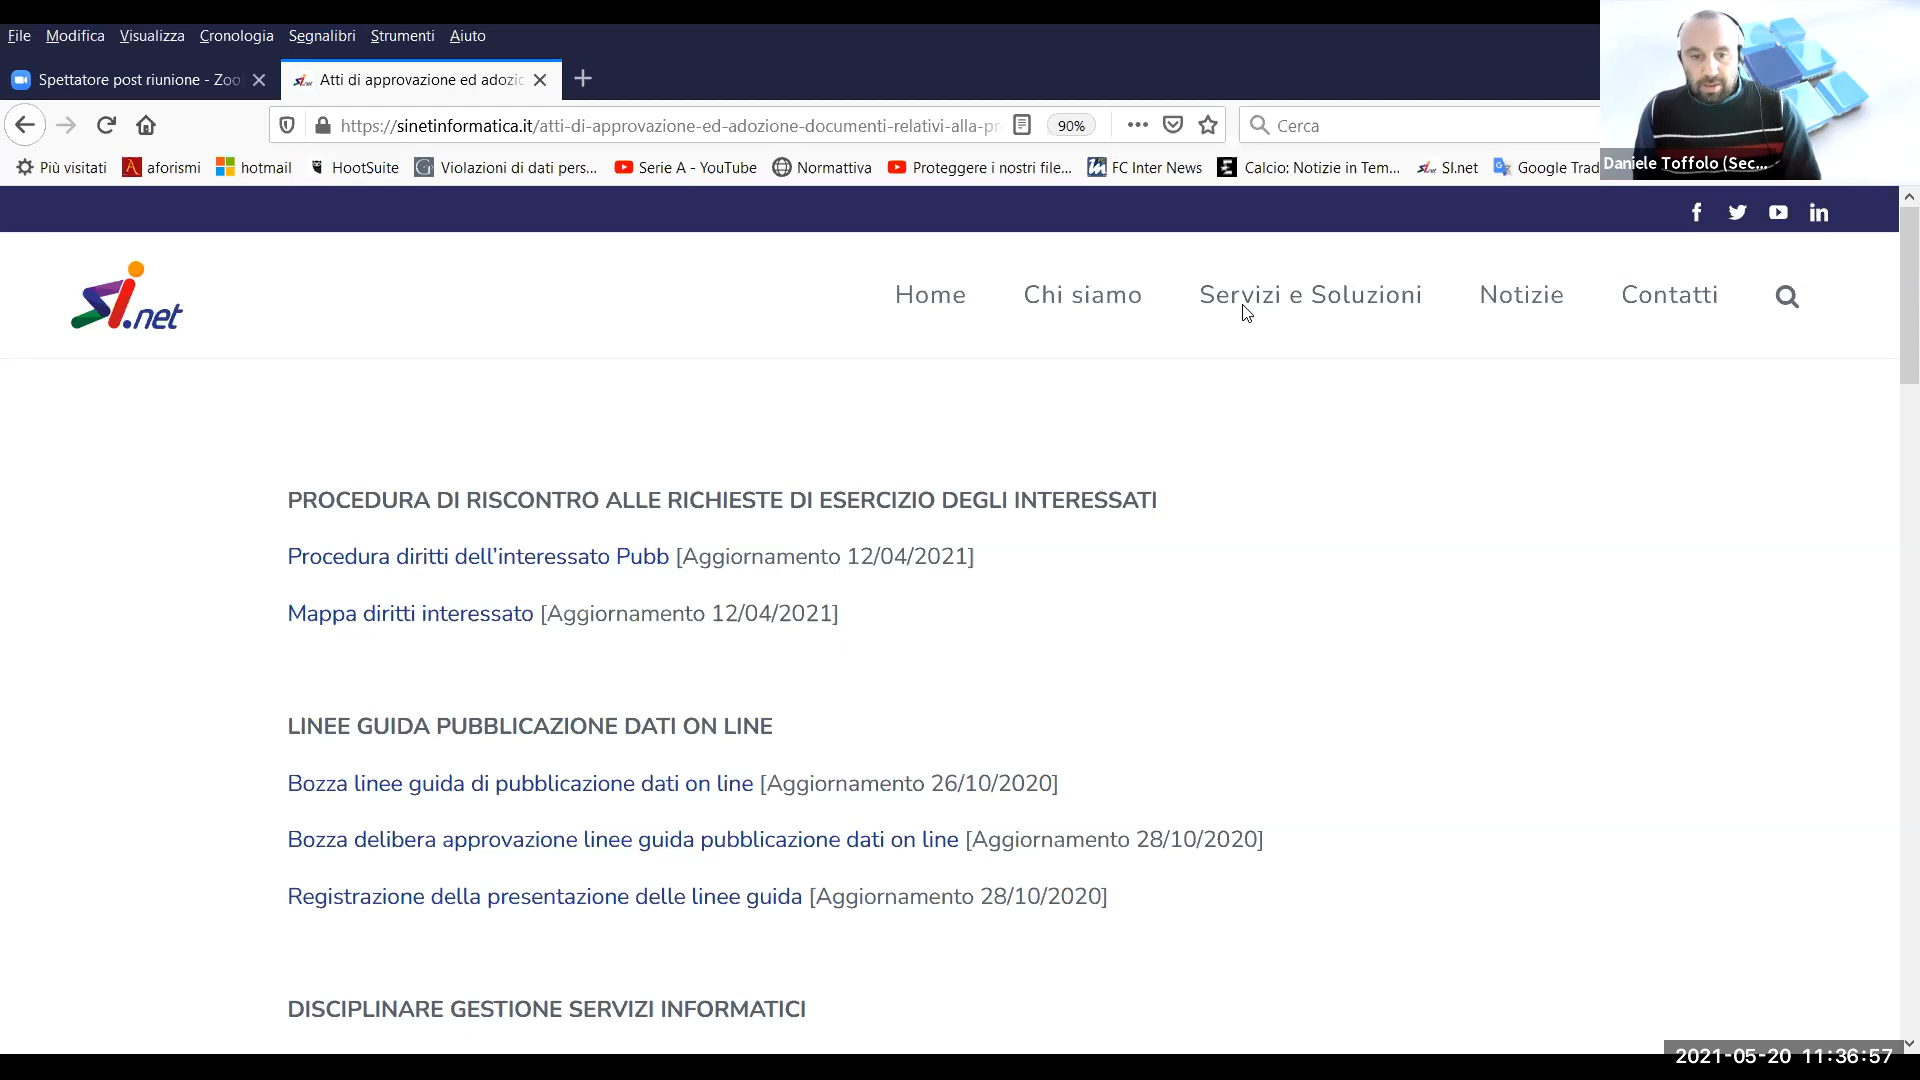 File Modifica Visualizza Cronologia Segnalibri Strumenti Aiuto
Spettatore post riunione - Zoo
Atti di approvazione ed adozic
https://sinetinformatica.it/atti-di-approvazione-ed-adozione-documenti-relativi-alla-pr
90%
Cerca
Più visitati aforismi hotmail HootSuite Violazioni di dati pers... Serie A - YouTube Normattiva Proteggere i nostri file... FC Inter News Calcio: Notizie in Tem... SI.net Google Trad
Daniele Toffolo (Sec...
si.net
Home Chi siamo Servizi e Soluzioni Notizie Contatti
PROCEDURA DI RISCONTRO ALLE RICHIESTE DI ESERCIZIO DEGLI INTERESSATI
Procedura diritti dell’interessato Pubb [Aggiornamento 12/04/2021]
Mappa diritti interessato [Aggiornamento 12/04/2021]
LINEE GUIDA PUBBLICAZIONE DATI ON LINE
Bozza linee guida di pubblicazione dati on line [Aggiornamento 26/10/2020]
Bozza delibera approvazione linee guida pubblicazione dati on line [Aggiornamento 28/10/2020]
Registrazione della presentazione delle linee guida [Aggiornamento 28/10/2020]
DISCIPLINARE GESTIONE SERVIZI INFORMATICI
2021-05-20 11:36:57